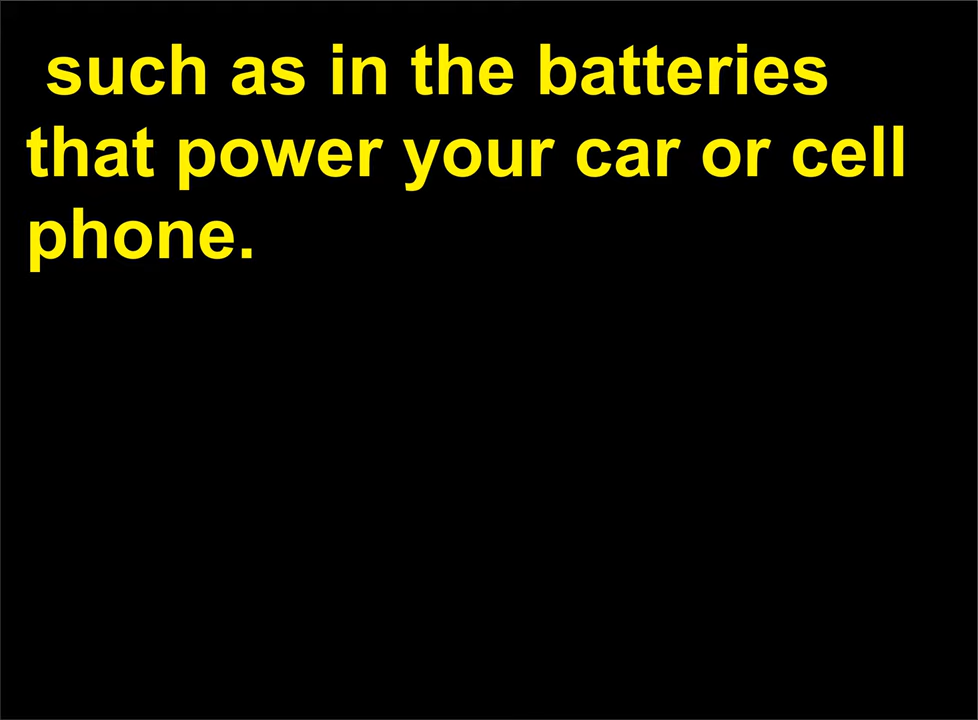 such as in the batteries
that power your car or cell
phone.